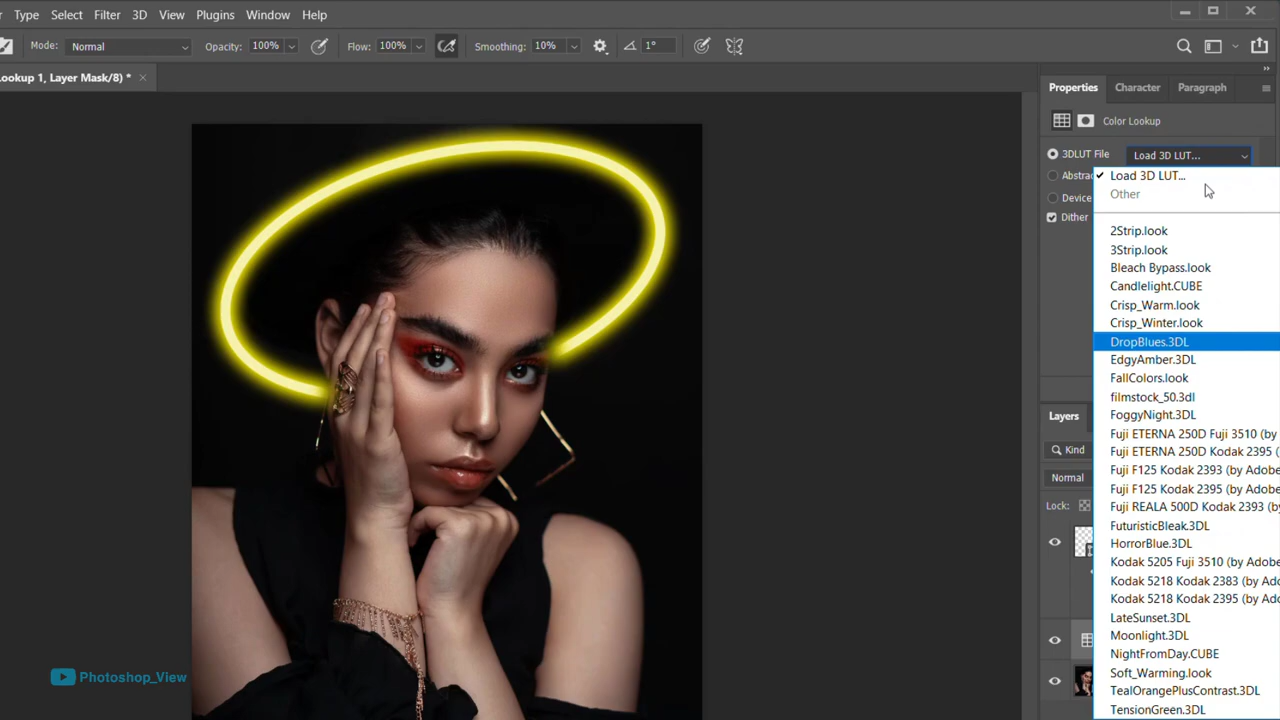 Type Select Filter 3D View Plugins Window Help
Mode: Normal Opacity: 100% Flow: 100% Smoothing: 10% 1°
ookup 1, Layer Mask/8) *
Properties Character Paragraph
Color Lookup
3DLUT File Load 3D LUT...
Abstrac
Device
Dither
Load 3D LUT...
Other
2Strip.look
3Strip.look
Bleach Bypass.look
Candlelight.CUBE
Crisp_Warm.look
Crisp_Winter.look
DropBlues.3DL
EdgyAmber.3DL
FallColors.look
filmstock_50.3dl
FoggyNight.3DL
Fuji ETERNA 250D Fuji 3510 (by
Fuji ETERNA 250D Kodak 2395 (
Fuji F125 Kodak 2393 (by Adobe
Fuji F125 Kodak 2395 (by Adobe
Fuji REALA 500D Kodak 2393 (by
FuturisticBleak.3DL
HorrorBlue.3DL
Kodak 5205 Fuji 3510 (by Adobe
Kodak 5218 Kodak 2383 (by Ado
Kodak 5218 Kodak 2395 (by Ado
LateSunset.3DL
Moonlight.3DL
NightFromDay.CUBE
Soft_Warming.look
TealOrangePlusContrast.3DL
TensionGreen.3DL
Layers
Kind
Normal
Lock:
Photoshop_View